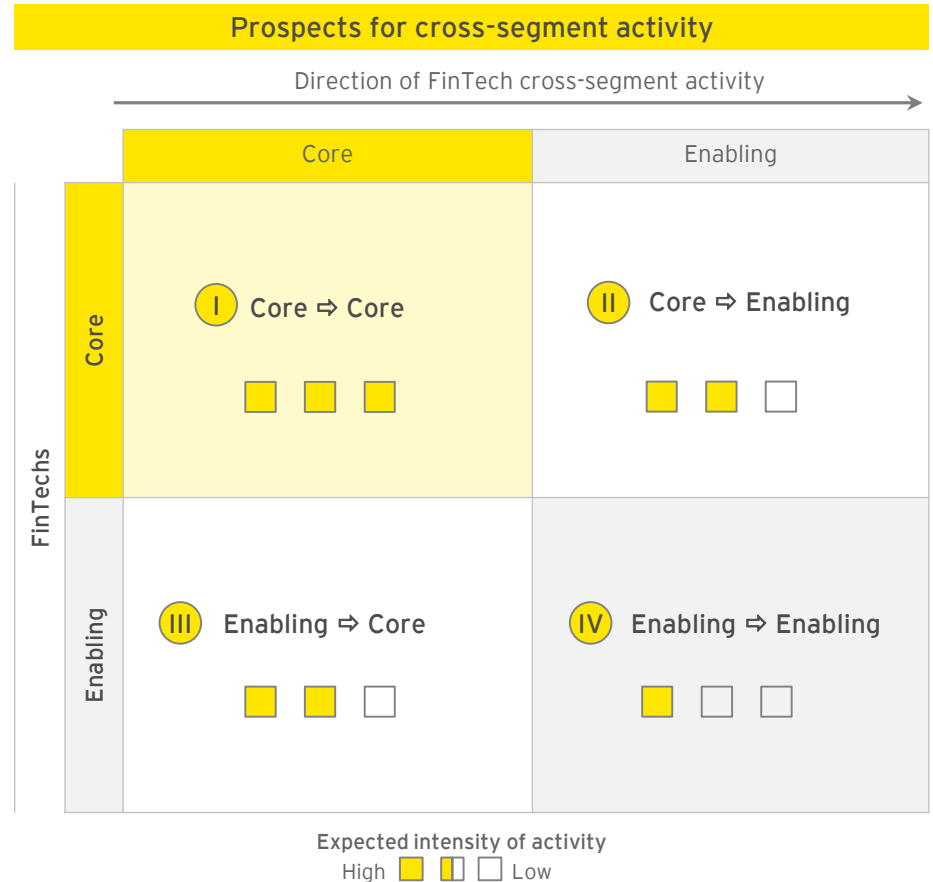 Prospects for cross-segment activity
Direction of FinTech cross-segment activity
Core
Enabling
FinTechs
Core
I Core ⇨ Core
II Core ⇨ Enabling
Enabling
III Enabling ⇨ Core
IV Enabling ⇨ Enabling
Expected intensity of activity
High Low